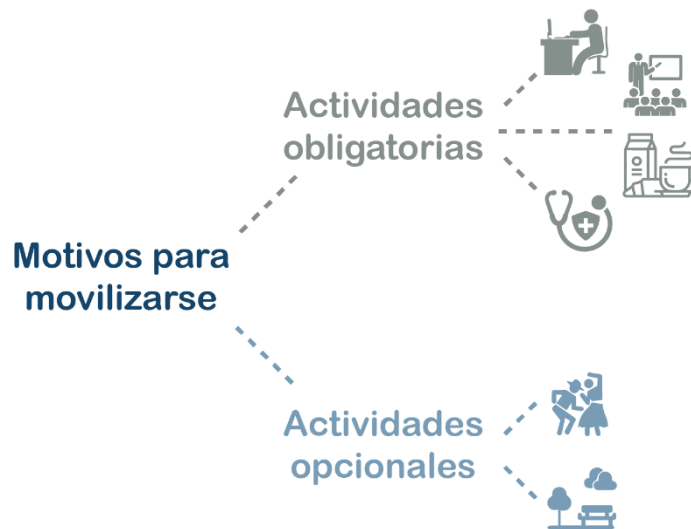 Actividades
obligatorias
Motivos para
movilizarse
Actividades
opcionales